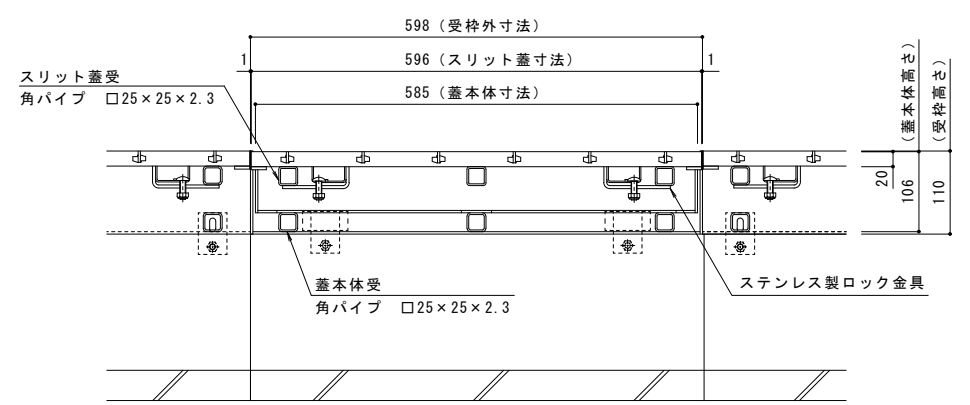 598（受枠外寸法）
1
596（スリット蓋寸法）
1
585（蓋本体寸法）
スリット蓋受
角パイプ　□25×25×2.3
20
106
（蓋本体高さ）
110
（受枠高さ）
蓋本体受
角パイプ　□25×25×2.3
ステンレス製ロック金具